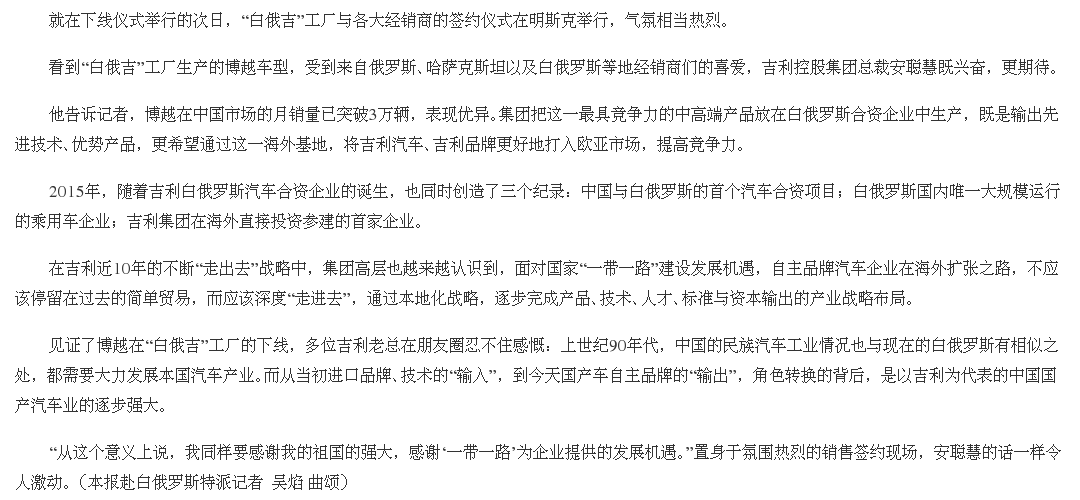 就在下线仪式举行的次日，“白俄吉”工厂与各大经销商的签约仪式在明斯克举行，气氛相当热烈。
看到“白俄吉”工厂生产的博越车型，受到来自俄罗斯、哈萨克斯坦以及白俄罗斯等地经销商们的喜爱，吉利控股集团总裁安聪慧既兴奋，更期待。
他告诉记者，博越在中国市场的月销量已突破3万辆，表现优异。集团把这一最具竞争力的中高端产品放在白俄罗斯合资企业中生产，既是输出先
进技术、优势产品，更希望通过这一海外基地，将吉利汽车、吉利品牌更好地打入欧亚市场，提高竞争力。
2015年，随着吉利白俄罗斯汽车合资企业的诞生，也同时创造了三个纪录：中国与白俄罗斯的首个汽车合资项目；白俄罗斯国内唯一大规模运行
的乘用车企业；吉利集团在海外直接投资参建的首家企业。
在吉利近10年的不断“走出去”战略中，集团高层也越来越认识到，面对国家“一带一路”建设发展机遇，自主品牌汽车企业在海外扩张之路，不应
该停留在过去的简单贸易，而应该深度“走进去”，通过本地化战略，逐步完成产品、技术、人才、标准与资本输出的产业战略布局。
见证了博越在“白俄吉”工厂的下线，多位吉利老总在朋友圈忍不住感慨：上世纪90年代，中国的民族汽车工业情况也与现在的白俄罗斯有相似之
处，都需要大力发展本国汽车产业。而从当初进口品牌、技术的“输入”，到今天国产车自主品牌的“输出”，角色转换的背后，是以吉利为代表的中国国
产汽车业的逐步强大。
“从这个意义上说，我同样要感谢我的祖国的强大，感谢‘一带一路’为企业提供的发展机遇。”置身于氛围热烈的销售签约现场，安聪慧的话一样令
人激动。（本报赴白俄罗斯特派记者 吴焰 曲颂）